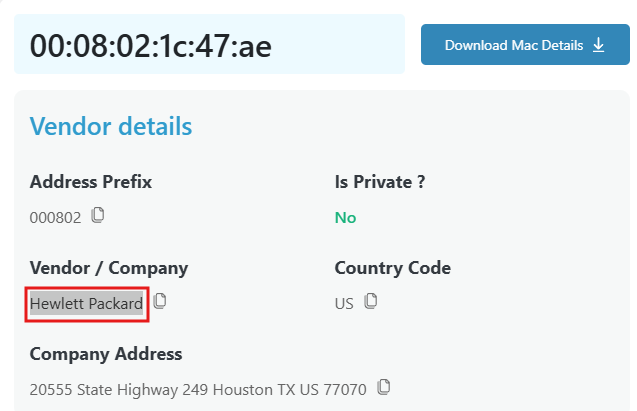 00:08:02:1c:47:ae
Download Mac Details
Vendor details
Address Prefix
Is Private ?
000802
No
Vendor / Company
Country Code
Hewlett Packard
US
Company Address
20555 State Highway 249 Houston TX US 77070